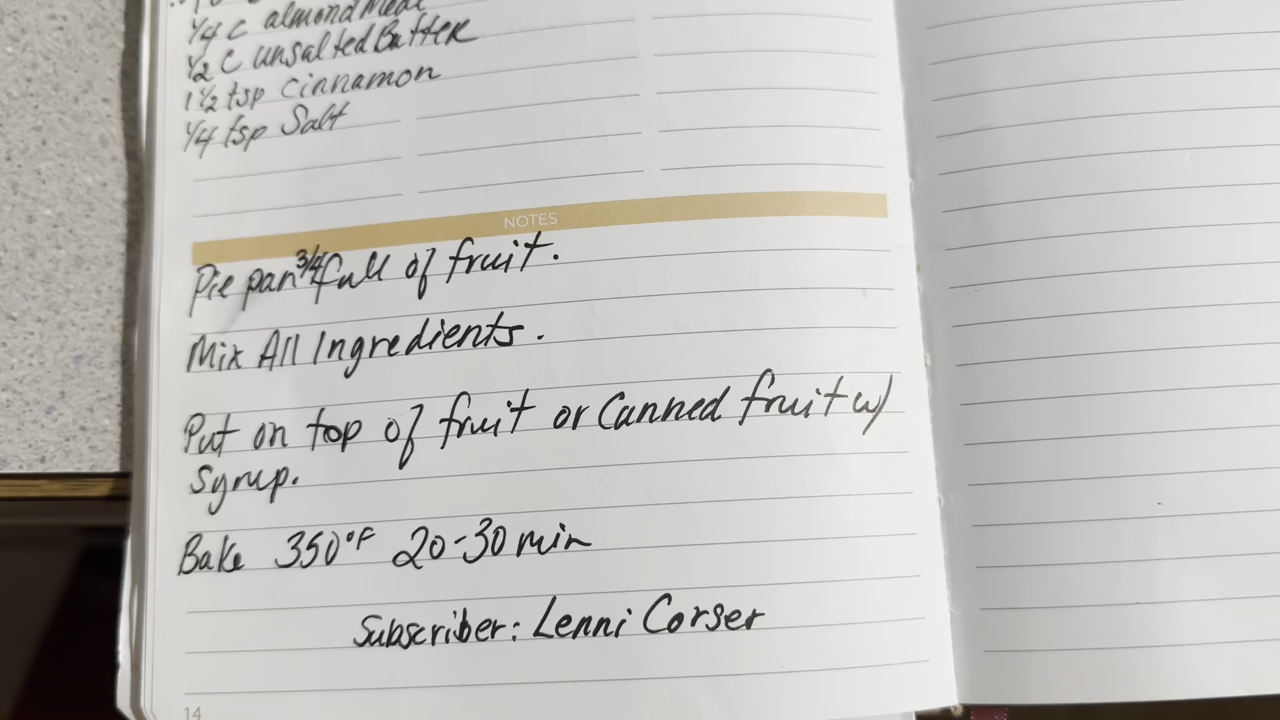 1/4 C almond Meal
1/2 C unsalted Butter
1 1/2 tsp cinnamon
1/4 tsp Salt
NOTES
Pie pan 3/4 full of fruit.
Mix All Ingredients.
Put on top of fruit or Canned fruit w/
Syrup.
Bake 350°F 20-30 min
Subscriber: Lenni Corser
14